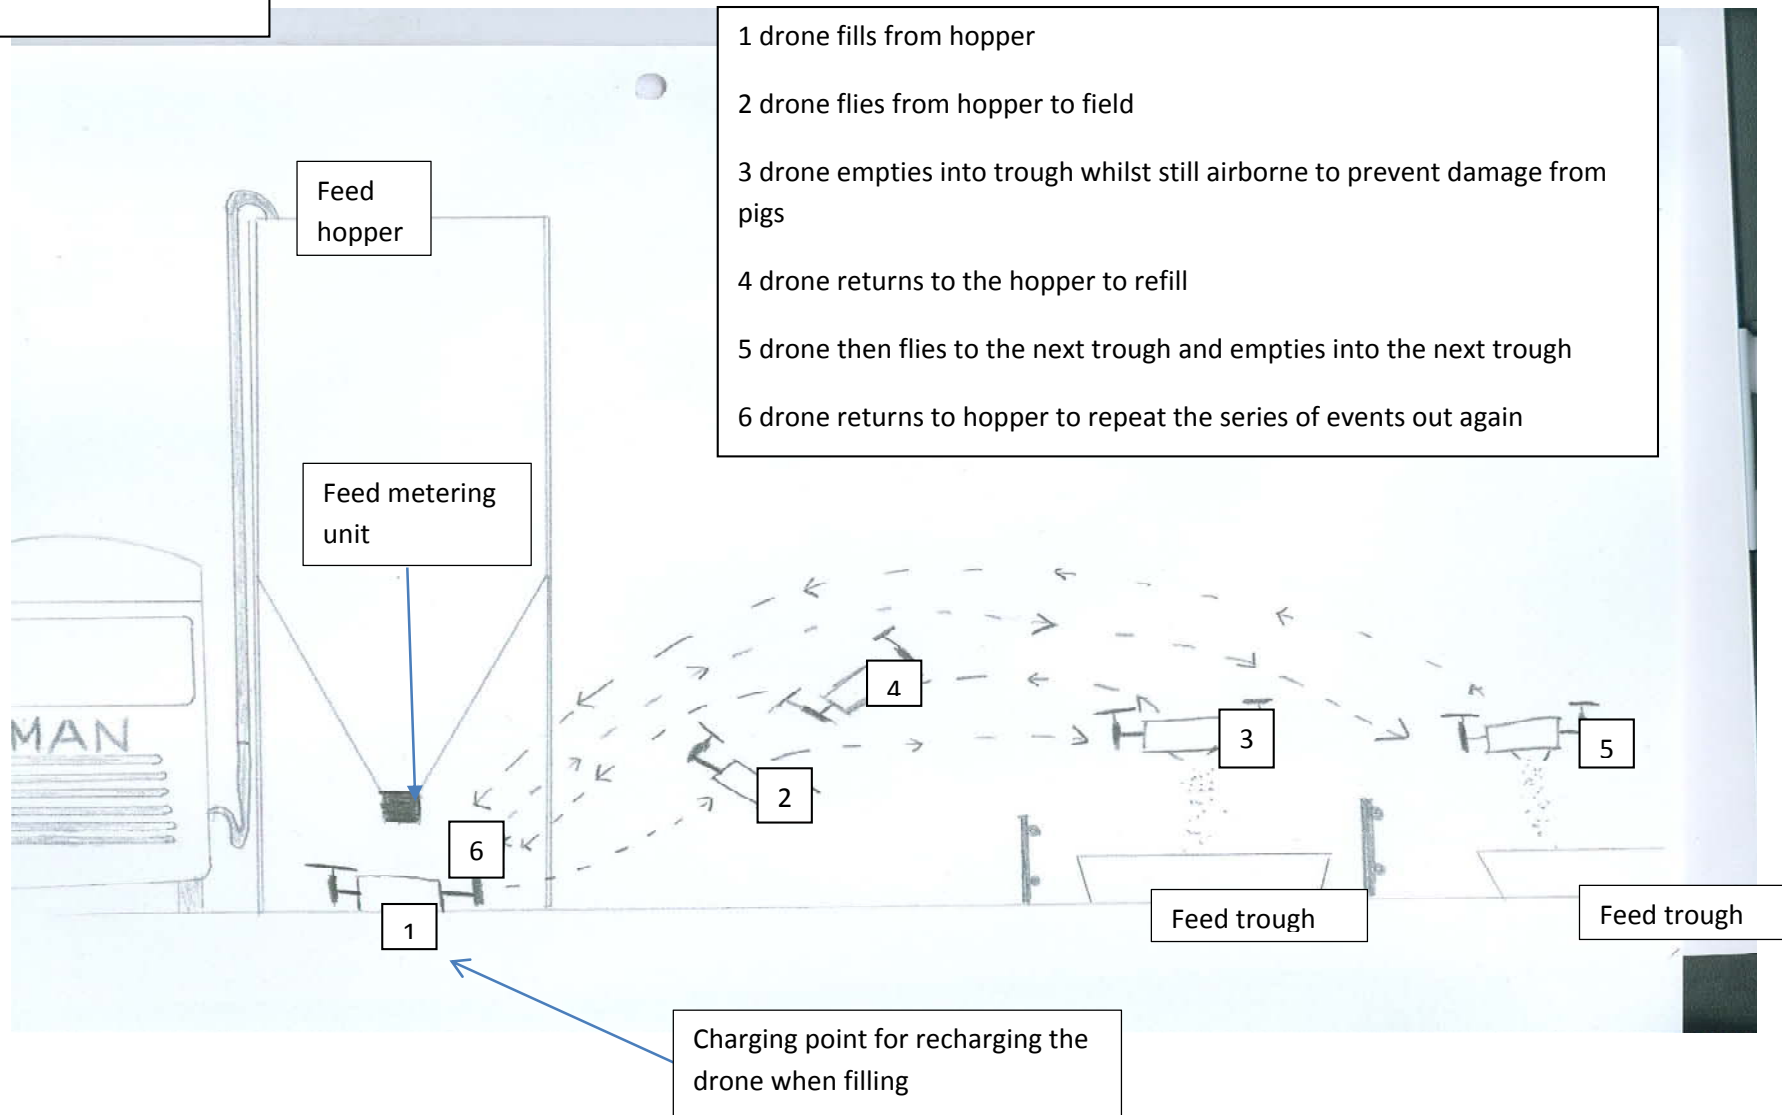 1 drone fills from hopper
2 drone flies from hopper to field
3 drone empties into trough whilst still airborne to prevent damage from
pigs
4 drone returns to the hopper to refill
5 drone then flies to the next trough and empties into the next trough
6 drone returns to hopper to repeat the series of events out again
Feed
hopper
Feed metering
unit
MAN
4
3
5
2
6
1
Feed trough
Feed trough
Charging point for recharging the
drone when filling